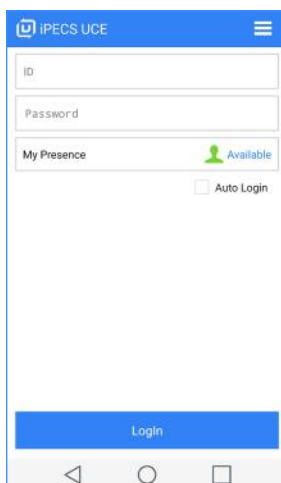 iPECS UCE
ID
Password
My Presence Available
Auto Login
LogIn